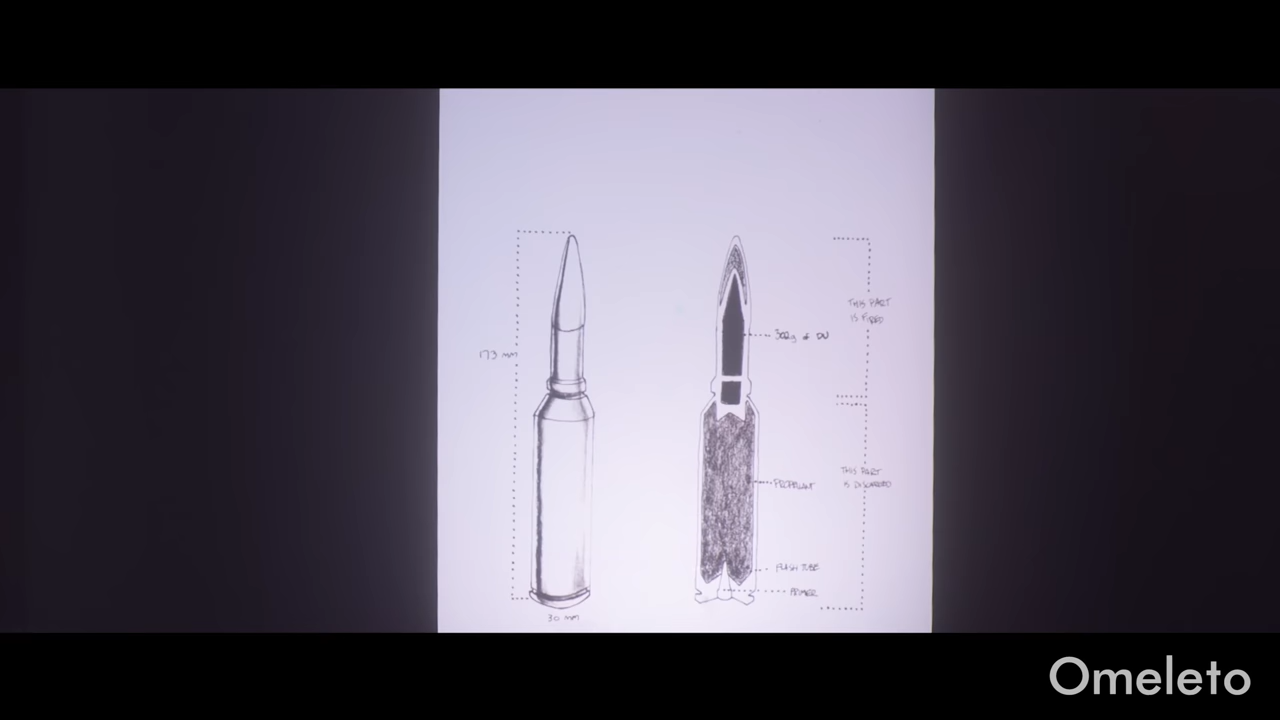 173 mm
30 mm
302g of DU
PROPELLANT
FLASH TUBE
PRIMER
THIS PART
IS FIRED
THIS PART
IS DISCARDED
Omeleto